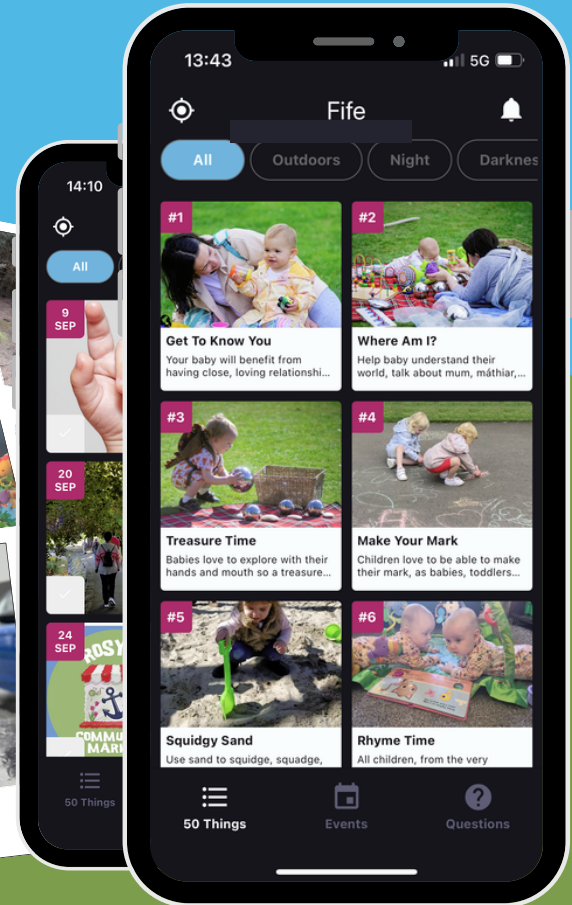 13:43
5G
Fife
All
Outdoors
Night
#1
#2
Get To Know You
Where Am I?
Your baby will benefit from
having close, loving relationshi...
Help baby understand their
world, talk about mum, máthiar,...
#3
#4
Treasure Time
Make Your Mark
Babies love to explore with their
hands and mouth so a treasure...
Children love to be able to make
their mark, as babies, toddlers...
#5
#6
Squidgy Sand
Rhyme Time
Use sand to squidge, squadge,
All children, from the very
50 Things
Events
Questions
14:10
All
9
SEP
20
SEP
24
SEP
ROSY
COMMU
MARK
50 Things